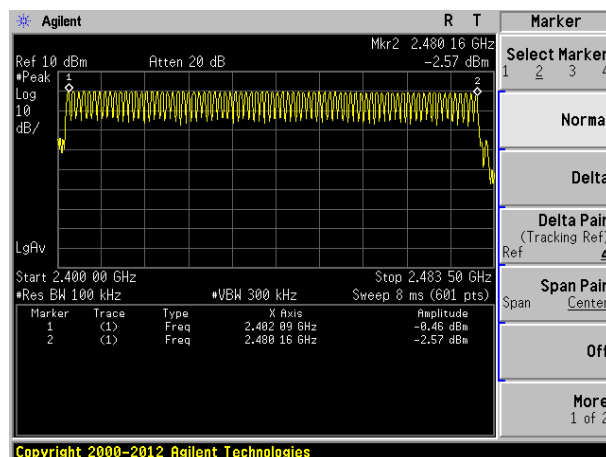 Agilent R T Marker
Mkr2 2.480 16 GHz
Ref 10 dBm Atten 20 dB -2.57 dBm
Select Marker
1 2 3 4
#Peak
Log
10
dB/
1
2
Normal
Delta
Delta Pair
(Tracking Ref)
Ref
LgAv
Start 2.400 00 GHz Stop 2.483 50 GHz
#Res BW 100 kHz #VBW 300 kHz Sweep 8 ms (601 pts)
Span Pair
Span Center
Marker Trace Type X Axis Amplitude
1 (1) Freq 2.402 09 GHz -0.46 dBm
2 (1) Freq 2.480 16 GHz -2.57 dBm
Off
More
1 of 2
Copyright 2000-2012 Agilent Technologies